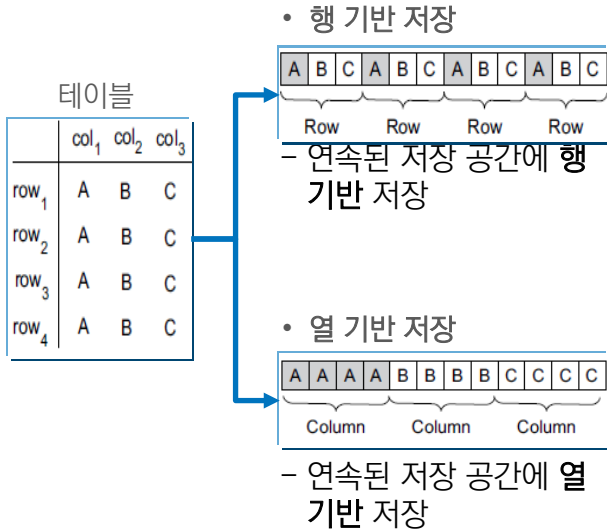 테이블
col1 col2 col3
row1 A B C
row2 A B C
row3 A B C
row4 A B C
• 행 기반 저장
A B C A B C A B C A B C
Row Row Row Row
– 연속된 저장 공간에 행
기반 저장
• 열 기반 저장
A A A A B B B B C C C C
Column Column Column
– 연속된 저장 공간에 열
기반 저장